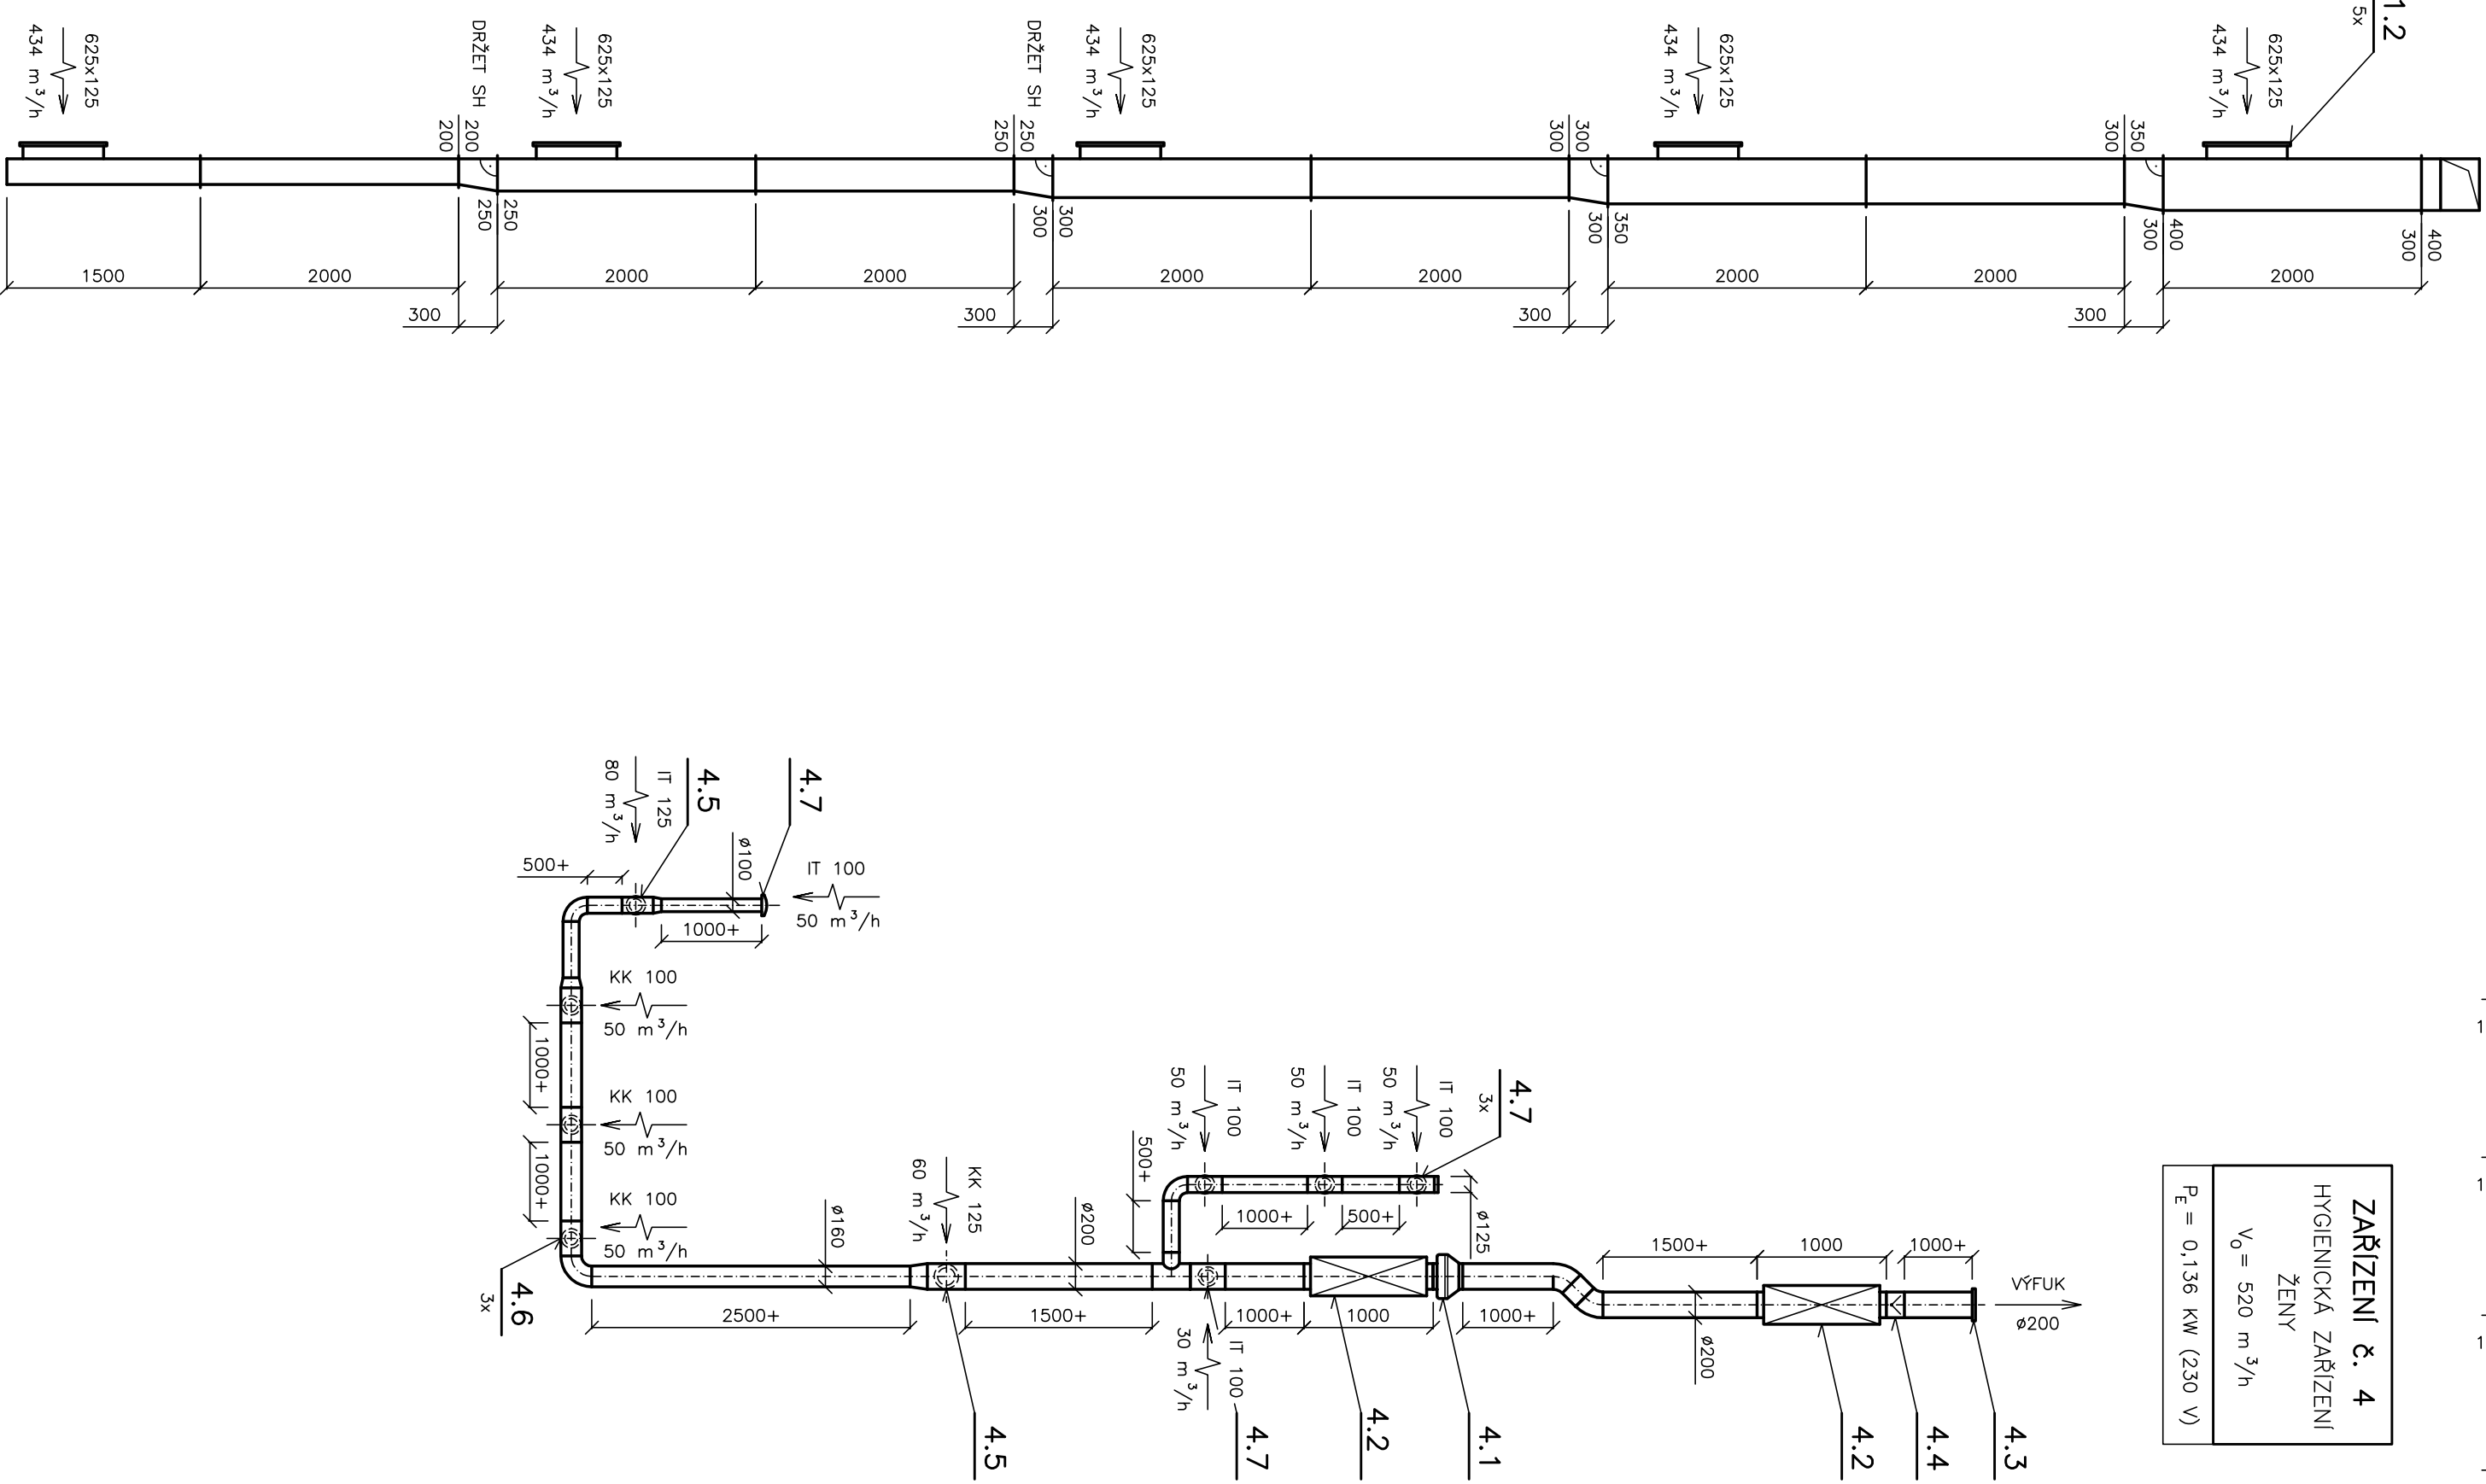 1.2
5x
625x125
434 m³/h
DRŽET SH
625x125
434 m³/h
DRŽET SH
625x125
434 m³/h
625x125
434 m³/h
625x125
434 m³/h
200
200
250
250
250
250
300
300
300
300
300
350
300
350
300
400
300
400
1500
2000
2000
2000
2000
2000
2000
2000
2000
300
300
300
300
4.5
4.7
IT 125
80 m³/h
ø100
IT 100
50 m³/h
500+
1000+
KK 100
50 m³/h
1000+
KK 100
50 m³/h
1000+
KK 100
50 m³/h
4.6
3x
2500+
ø160
KK 125
60 m³/h
4.5
1500+
ø200
500+
IT 100
50 m³/h
IT 100
50 m³/h
IT 100
50 m³/h
4.7
3x
1000+
500+
ø125
IT 100
30 m³/h
4.7
1000+
1000
4.2
4.1
1000+
1500+
1000
1000+
ø200
VÝFUK
ø200
4.2
4.4
4.3
ZAŘÍZENÍ č. 4
HYGIENICKÁ ZAŘÍZENÍ
ŽENY
V₀= 520 m³/h
P_E = 0,136 KW (230 V)
1
1
1